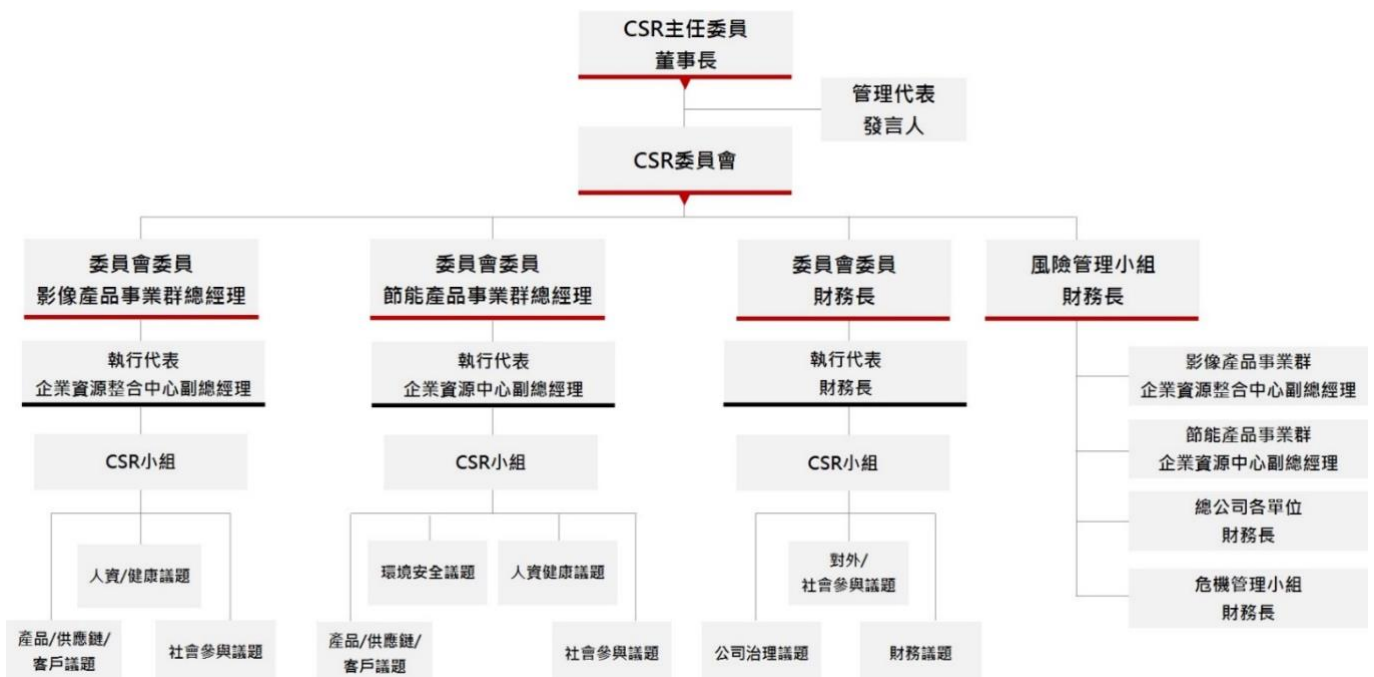 CSR主任委員
董事長
管理代表
發言人
CSR委員會
委員會委員
影像產品事業群總經理
委員會委員
節能產品事業群總經理
委員會委員
財務長
風險管理小組
財務長
執行代表
企業資源整合中心副總經理
執行代表
企業資源中心副總經理
執行代表
財務長
影像產品事業群
企業資源整合中心副總經理
節能產品事業群
企業資源中心副總經理
總公司各單位
財務長
危機管理小組
財務長
CSR小組
CSR小組
CSR小組
人資/健康議題
產品/供應鏈/
客戶議題
社會參與議題
環境安全議題
人資健康議題
產品/供應鏈/
客戶議題
社會參與議題
對外/
社會參與議題
公司治理議題
財務議題